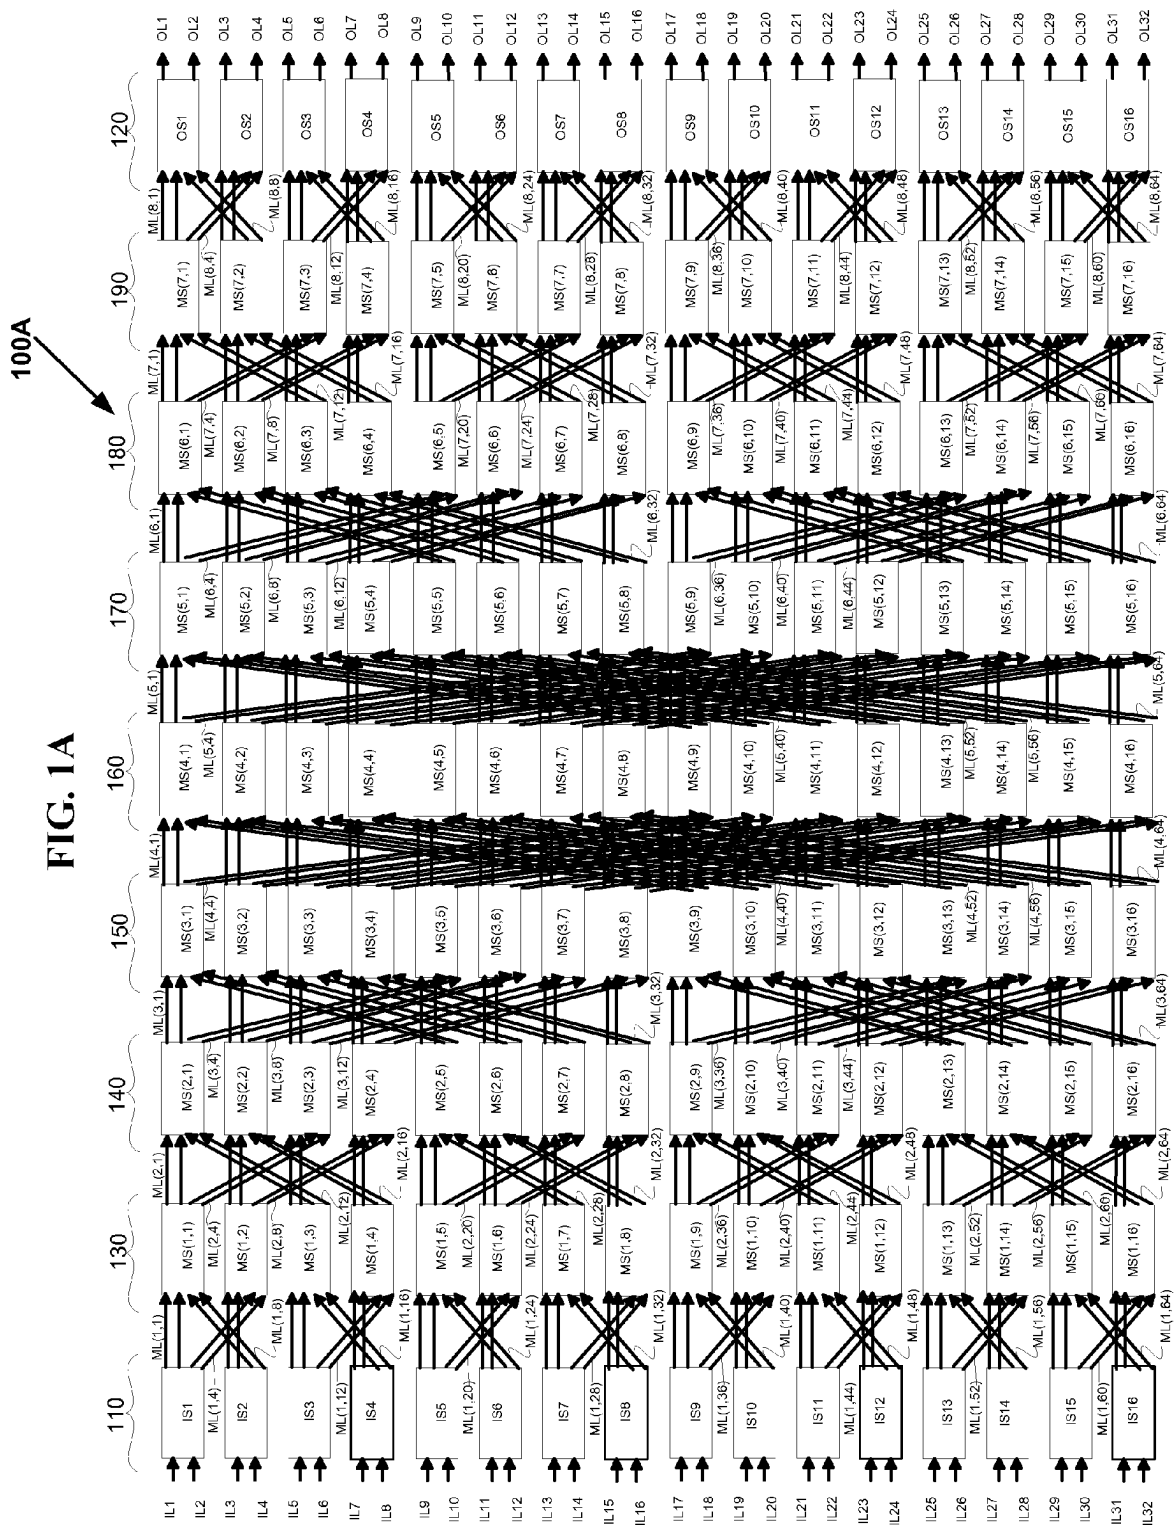 FIG. 1A
100A
110
130
140
150
160
170
180
190
120
IL1
IL2
IL3
IL4
IL5
IL6
IL7
IL8
IL9
IL10
IL11
IL12
IL13
IL14
IL15
IL16
IL17
IL18
IL19
IL20
IL21
IL22
IL23
IL24
IL25
IL26
IL27
IL28
IL29
IL30
IL31
IL32
IS1
IS2
IS3
IS4
IS5
IS6
IS7
IS8
IS9
IS10
IS11
IS12
IS13
IS14
IS15
IS16
ML(1,1)
ML(1,4)
ML(1,8)
ML(1,12)
ML(1,16)
ML(1.20)
ML(1,24)
ML(1,28)
ML(1,32)
ML(1.36)
ML(1,40)
ML(1,44)
ML(1,48)
ML(1.52)
ML(1,56)
ML(1,60)
ML(1,64)
MS(1,1)
MS(1,2)
MS(1,3)
MS(1,4)
MS(1,5)
MS(1,6)
MS(1,7)
MS(1,8)
MS(1,9)
MS(1,10)
MS(1,11)
MS(1,12)
MS(1,13)
MS(1,14)
MS(1,15)
MS(1,16)
ML(2,1)
ML(2,4)
ML(2,8)
ML(2,12)
ML(2,16)
ML(2,20)
ML(2,24)
ML(2,28)
ML(2,32)
ML(2,36)
ML(2,40)
ML(2,44)
ML(2,48)
ML(2,52)
ML(2,56)
ML(2,60)
ML(2,64)
MS(2,1)
MS(2,2)
MS(2,3)
MS(2,4)
MS(2,5)
MS(2,6)
MS(2,7)
MS(2,8)
MS(2,9)
MS(2,10)
MS(2,11)
MS(2,12)
MS(2,13)
MS(2,14)
MS(2,15)
MS(2,16)
ML(3,1)
ML(3,4)
ML(3,8)
ML(3,12)
ML(3,32)
ML(3,36)
ML(3,40)
ML(3,44)
ML(3,64)
MS(3,1)
MS(3,2)
MS(3,3)
MS(3,4)
MS(3,5)
MS(3,6)
MS(3,7)
MS(3,8)
MS(3,9)
MS(3,10)
MS(3,11)
MS(3,12)
MS(3,13)
MS(3,14)
MS(3,15)
MS(3,16)
ML(4,1)
ML(4,4)
ML(4,40)
ML(4,52)
ML(4,56)
ML(4,64)
MS(4,1)
MS(4,2)
MS(4,3)
MS(4,4)
MS(4,5)
MS(4,6)
MS(4,7)
MS(4,8)
MS(4,9)
MS(4,10)
MS(4,11)
MS(4,12)
MS(4,13)
MS(4,14)
MS(4,15)
MS(4,16)
ML(5,1)
ML(5,4)
ML(5,40)
ML(5,52)
ML(5,56)
ML(5,64)
MS(5,1)
MS(5,2)
MS(5,3)
MS(5,4)
MS(5,5)
MS(5,6)
MS(5,7)
MS(5,8)
MS(5,9)
MS(5,10)
MS(5,11)
MS(5,12)
MS(5,13)
MS(5,14)
MS(5,15)
MS(5,16)
ML(6,1)
ML(6,4)
ML(6,8)
ML(6,12)
ML(6,32)
ML(6,36)
ML(6,40)
ML(6,44)
ML(6,64)
MS(6,1)
MS(6,2)
MS(6,3)
MS(6,4)
MS(6,5)
MS(6,6)
MS(6,7)
MS(6,8)
MS(6,9)
MS(6,10)
MS(6,11)
MS(6,12)
MS(6,13)
MS(6,14)
MS(6,15)
MS(6,16)
ML(7,1)
ML(7,4)
ML(7,8)
ML(7,12)
ML(7,16)
ML(7,20)
ML(7,24)
ML(7,28)
ML(7,32)
ML(7,36)
ML(7,40)
ML(7,44)
ML(7,48)
ML(7,52)
ML(7,56)
ML(7,60)
ML(7,64)
MS(7,1)
MS(7,2)
MS(7,3)
MS(7,4)
MS(7,5)
MS(7,6)
MS(7,7)
MS(7,8)
MS(7,9)
MS(7,10)
MS(7,11)
MS(7,12)
MS(7,13)
MS(7,14)
MS(7,15)
MS(7,16)
ML(8,1)
ML(8,4)
ML(8,8)
ML(8,12)
ML(8,16)
ML(8,20)
ML(8,24)
ML(8,28)
ML(8,32)
ML(8,36)
ML(8,40)
ML(8,44)
ML(8,48)
ML(8,52)
ML(8,56)
ML(8,60)
ML(8,64)
OS1
OS2
OS3
OS4
OS5
OS6
OS7
OS8
OS9
OS10
OS11
OS12
OS13
OS14
OS15
OS16
OL1
OL2
OL3
OL4
OL5
OL6
OL7
OL8
OL9
OL10
OL11
OL12
OL13
OL14
OL15
OL16
OL17
OL18
OL19
OL20
OL21
OL22
OL23
OL24
OL25
OL26
OL27
OL28
OL29
OL30
OL31
OL32